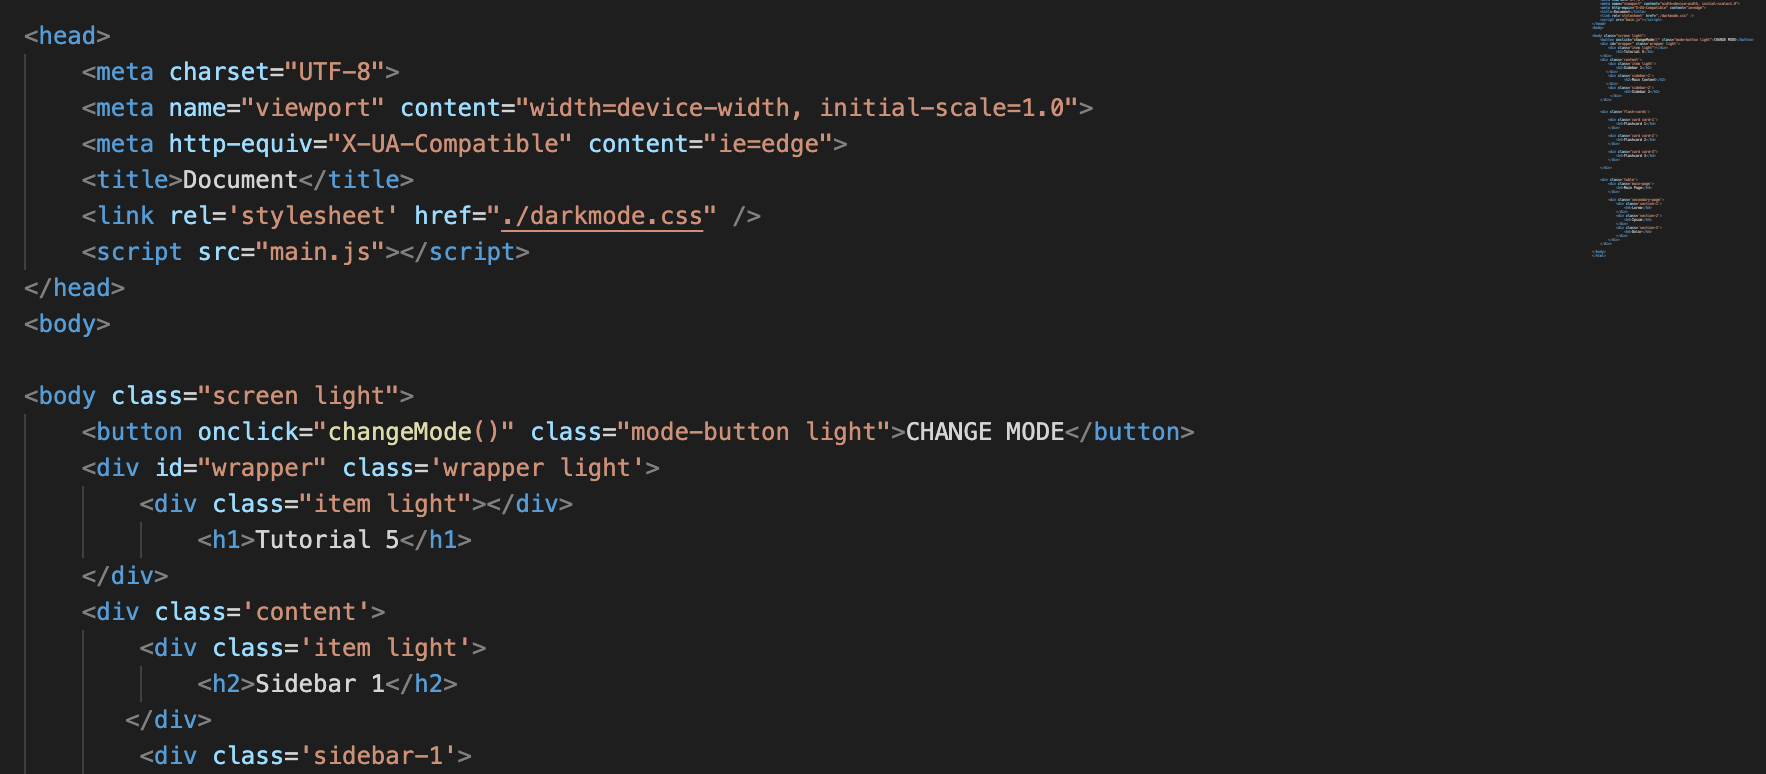 <head>
<meta charset="UTF-8">
<meta name="viewport" content="width=device-width, initial-scale=1.0">
<meta http-equiv="X-UA-Compatible" content="ie=edge">
<title>Document</title>
<link rel='stylesheet' href="./darkmode.css" />
<script src="main.js"></script>
</head>
<body>
<body class="screen light">
<button onclick="changeMode()" class="mode-button light">CHANGE MODE</button>
<div id="wrapper" class='wrapper light'>
<div class="item light"></div>
<h1>Tutorial 5</h1>
</div>
<div class='content'>
<div class='item light'>
<h2>Sidebar 1</h2>
</div>
<div class='sidebar-1'>